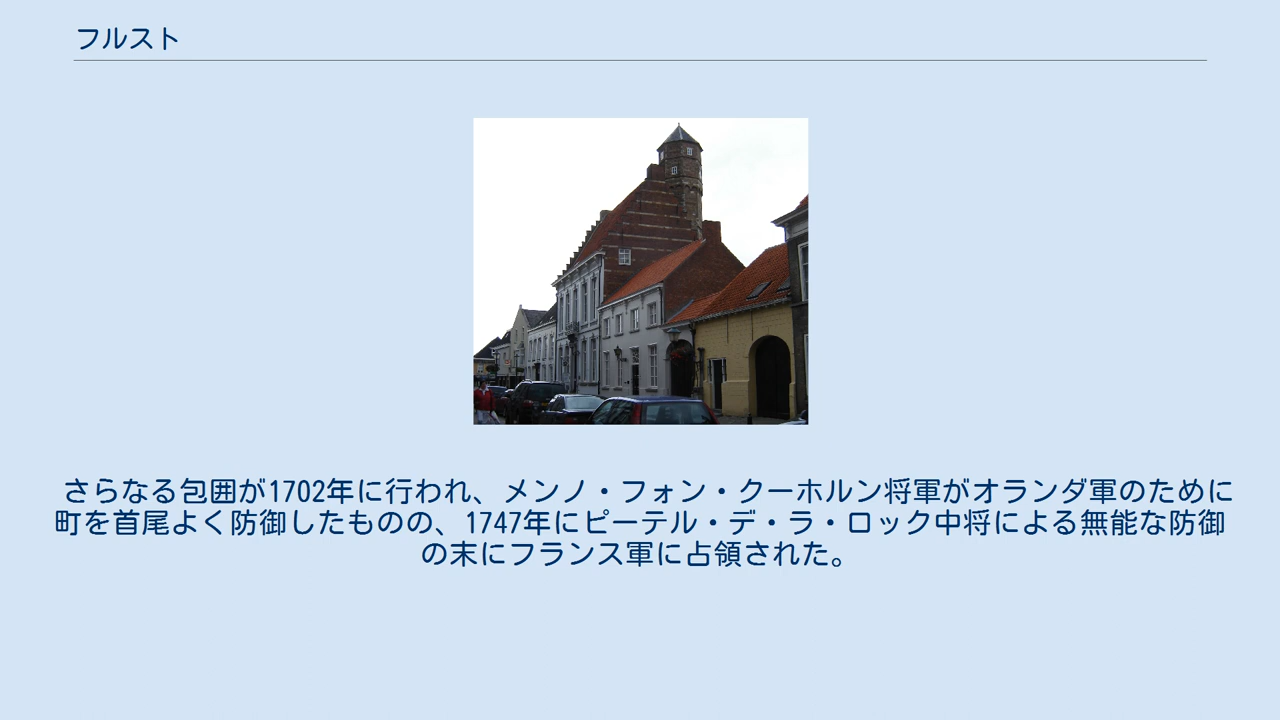 フルスト
さらなる包囲が1702年に行われ、メンノ・フォン・クーホルン将軍がオランダ軍のために
町を首尾よく防御したものの、1747年にピーテル・デ・ラ・ロック中将による無能な防御
の末にフランス軍に占領された。